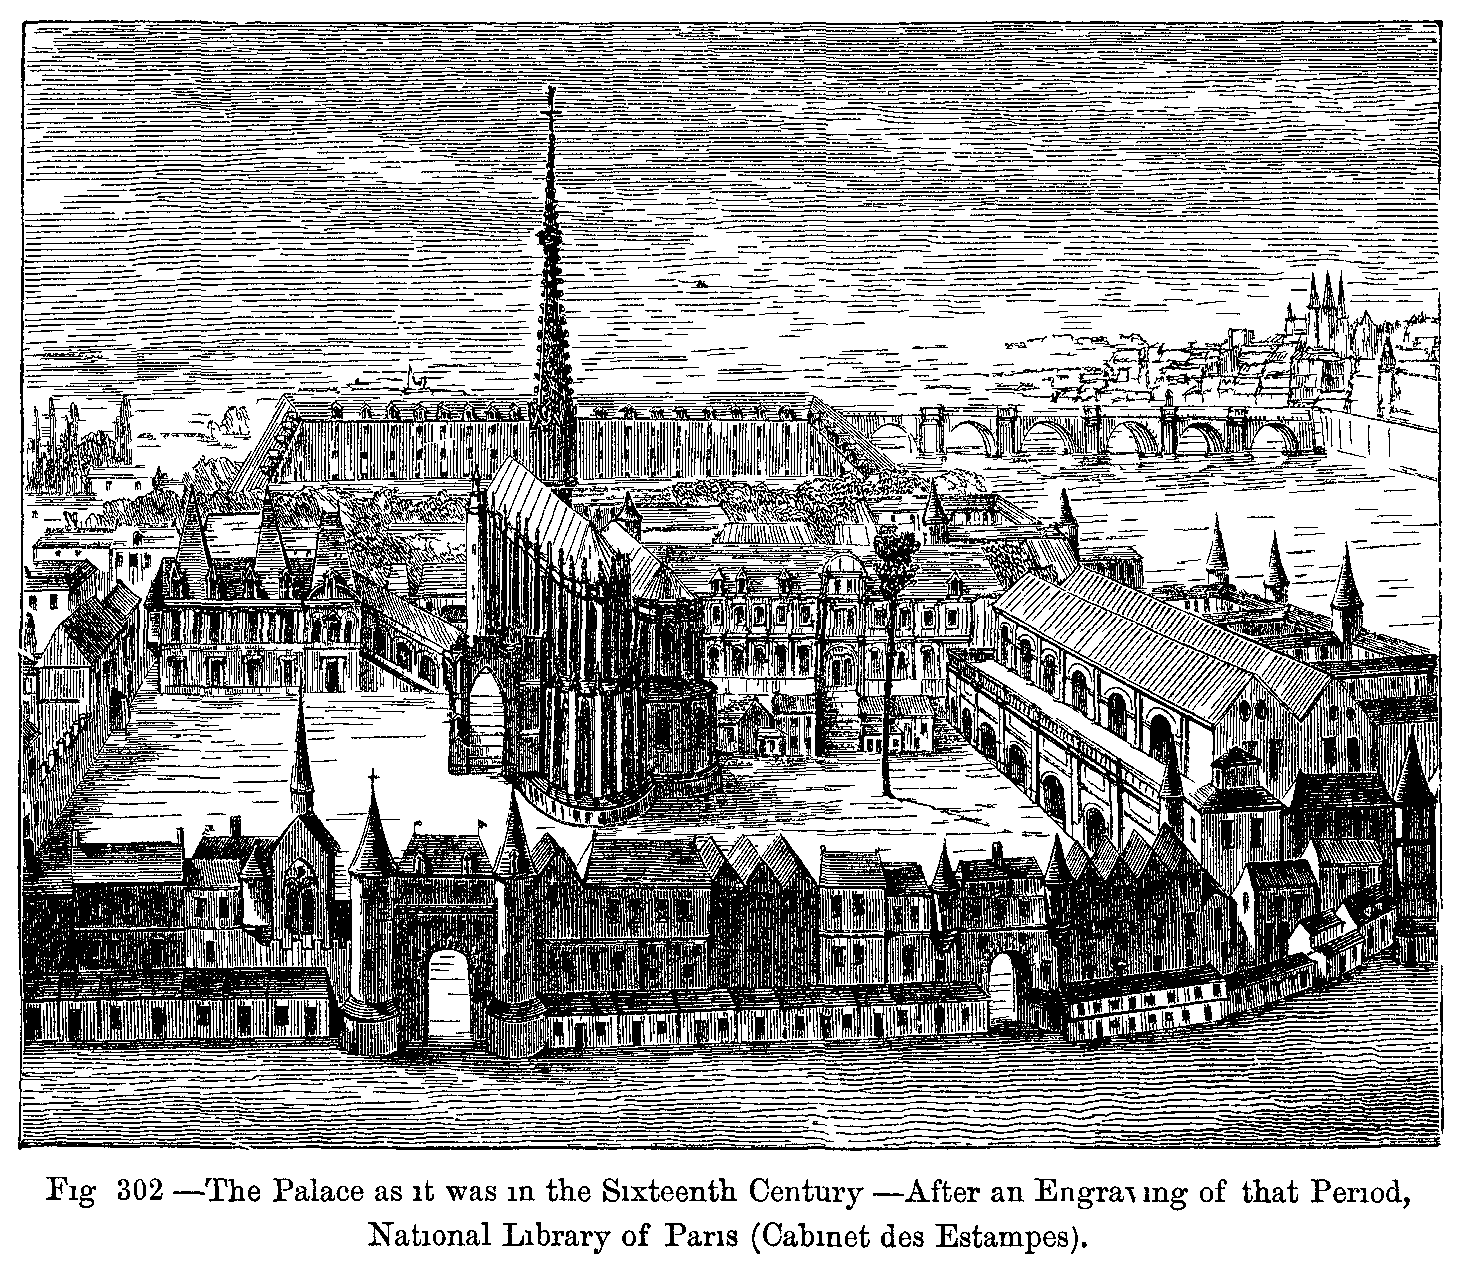 Fig 302 —The Palace as it was in the Sixteenth Century —After an Engraving of that Period,
National Library of Paris (Cabinet des Estampes).